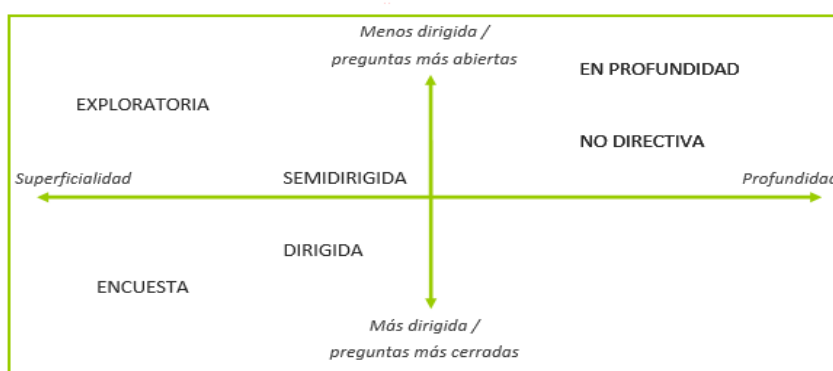 Menos dirigida /
preguntas más abiertas
EN PROFUNDIDAD
EXPLORATORIA
NO DIRECTIVA
Superficialidad
SEMIDIRIGIDA
Profundidad
DIRIGIDA
ENCUESTA
Más dirigida /
preguntas más cerradas